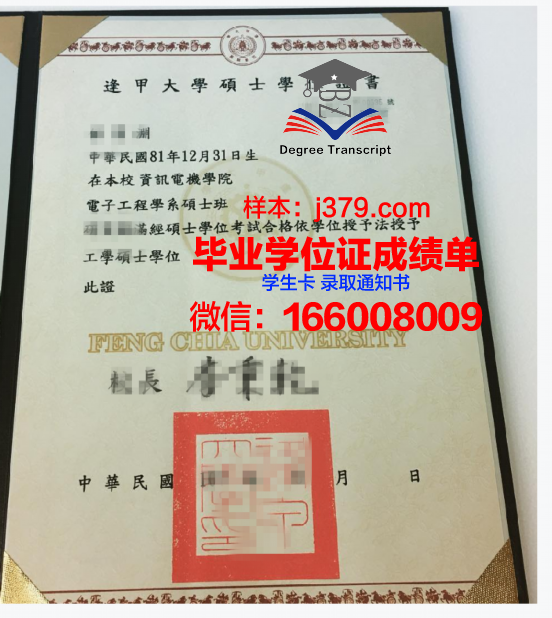 逢甲大學碩士學 證書
號
Degree Transcript
中華民國81年12月31日生
在本校 資訊電機學院
電子工程學系碩士班
样本：j379.com
滿經碩士學位考試合格依學位授予法授予
毕业学位证成绩单
工學碩士學位
学生卡 录取通知书
此證
微信：166008009
FENG CHIA UNIVERSITY
校長
中華民國 月 日